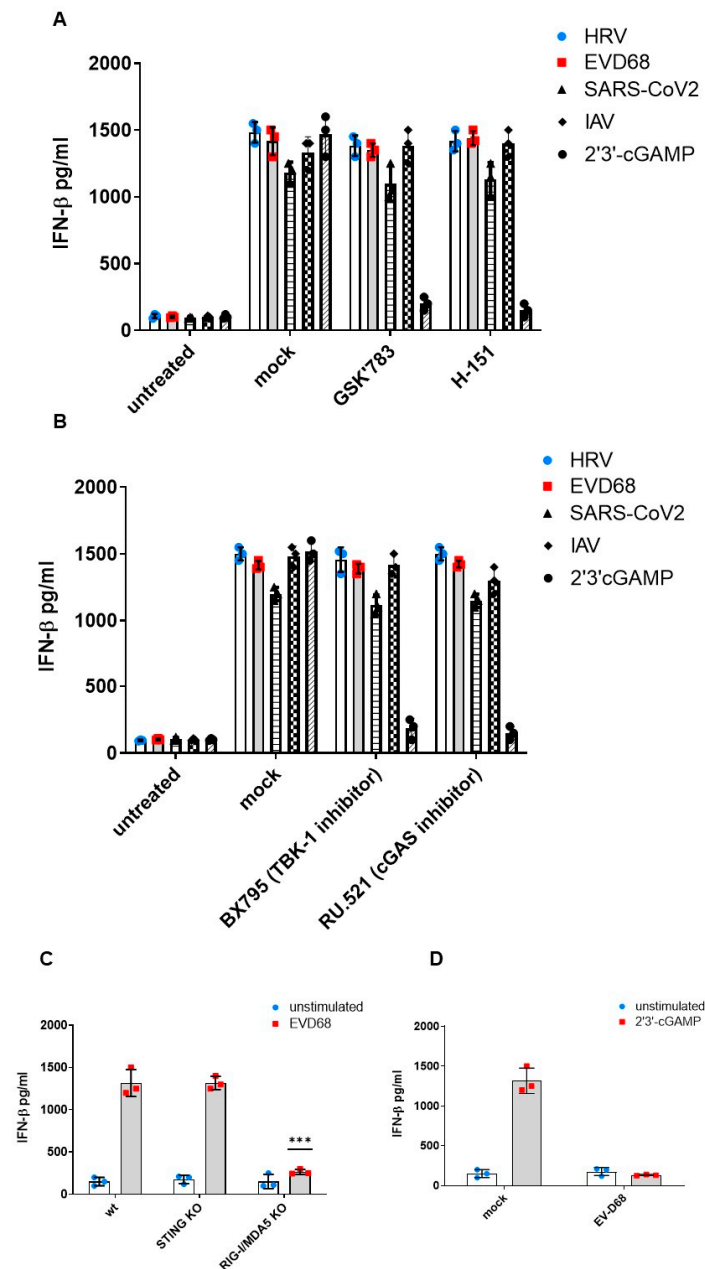 A
HRV
EVD68
SARS-CoV2
IAV
2'3'-cGAMP
IFN-β pg/ml
2000
1500
1000
500
0
untreated
mock
GSK'783
H-151
B
HRV
EVD68
SARS-CoV2
IAV
2'3'cGAMP
IFN-β pg/ml
2000
1500
1000
500
0
untreated
mock
BX795 (TBK-1 inhibitor)
RU.521 (cGAS inhibitor)
C
unstimulated
EVD68
IFN-β pg/ml
2000
1500
1000
500
0
***
wt
STING KO
RIG-I/MDA5 KO
D
unstimulated
2'3'-cGAMP
IFN-β pg/ml
2000
1500
1000
500
0
mock
EV-D68